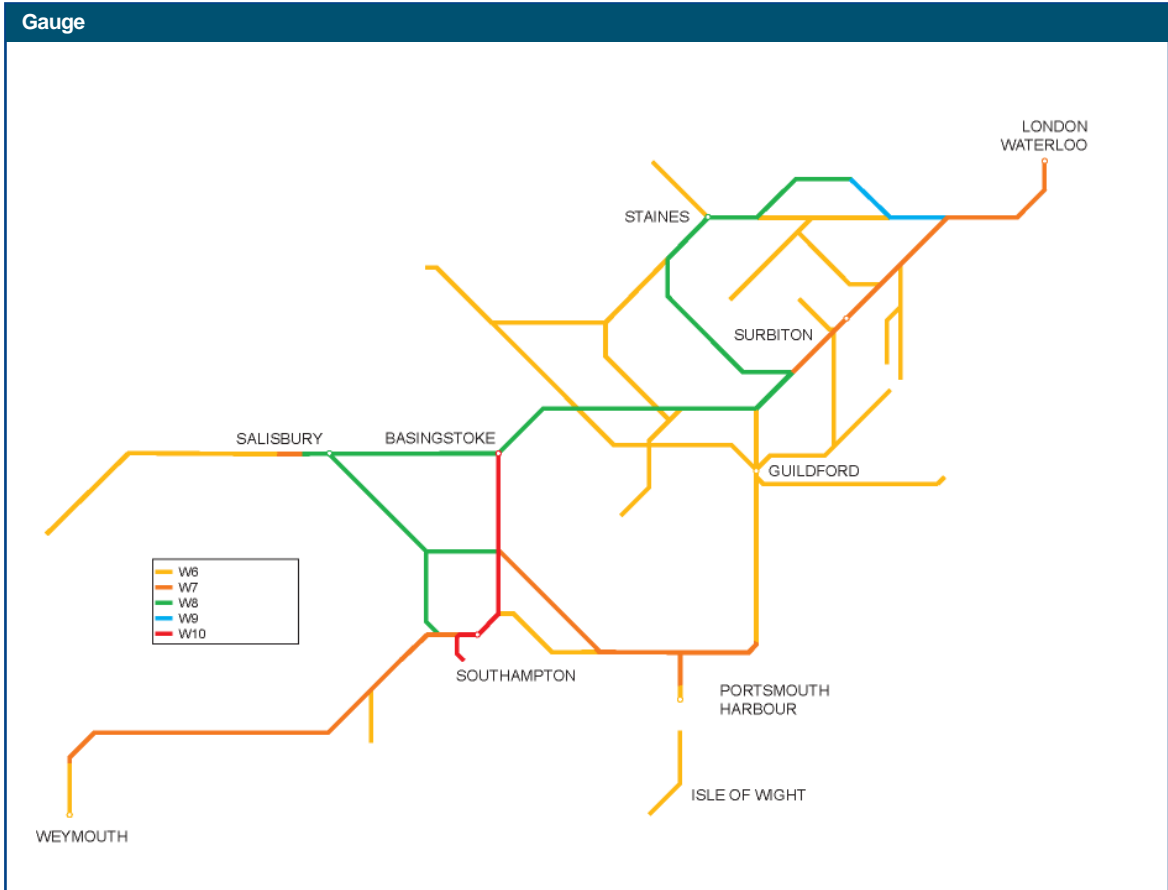 Gauge
LONDON
WATERLOO
STAINES
SURBITON
SALISBURY
BASINGSTOKE
GUILDFORD
W6
W7
W8
W9
W10
SOUTHAMPTON
PORTSMOUTH
HARBOUR
ISLE OF WIGHT
WEYMOUTH